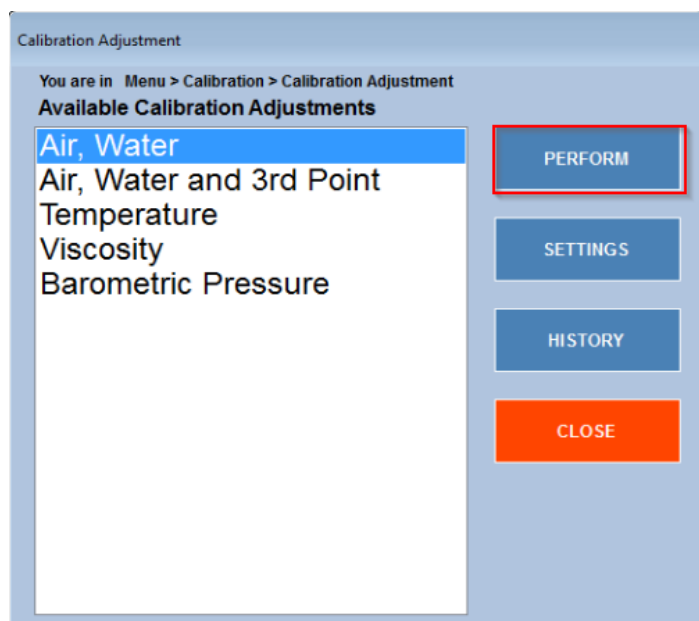 Calibration Adjustment
You are in Menu > Calibration > Calibration Adjustment
Available Calibration Adjustments
Air, Water
Air, Water and 3rd Point
Temperature
Viscosity
Barometric Pressure
PERFORM
SETTINGS
HISTORY
CLOSE